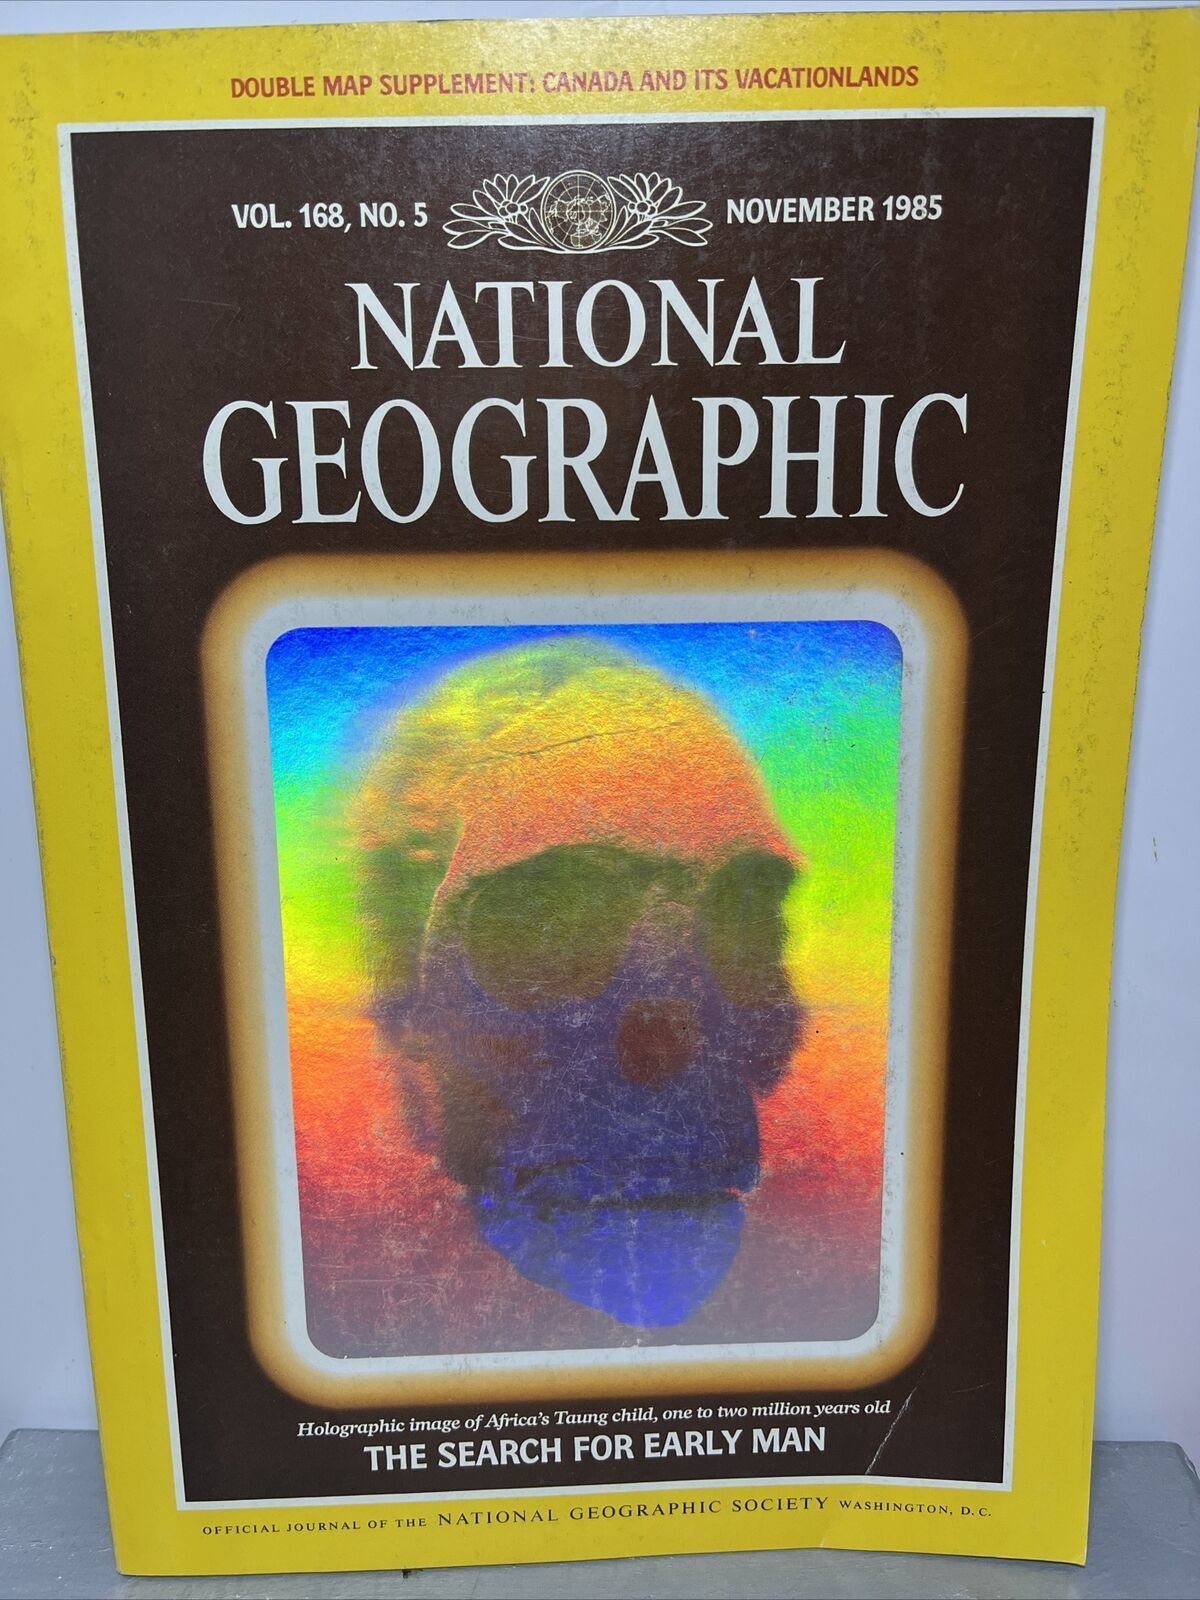 DOUBLE MAP SUPPLEMENT: CANADA AND ITS VACATIONLANDS
VOL. 168, NO. 5 NOVEMBER 1985
NATIONAL
GEOGRAPHIC
Holographic image of Africa's Taung child, one to two million years old
THE SEARCH FOR EARLY MAN
OFFICIAL JOURNAL OF THE NATIONAL GEOGRAPHIC SOCIETY WASHINGTON, D.C.